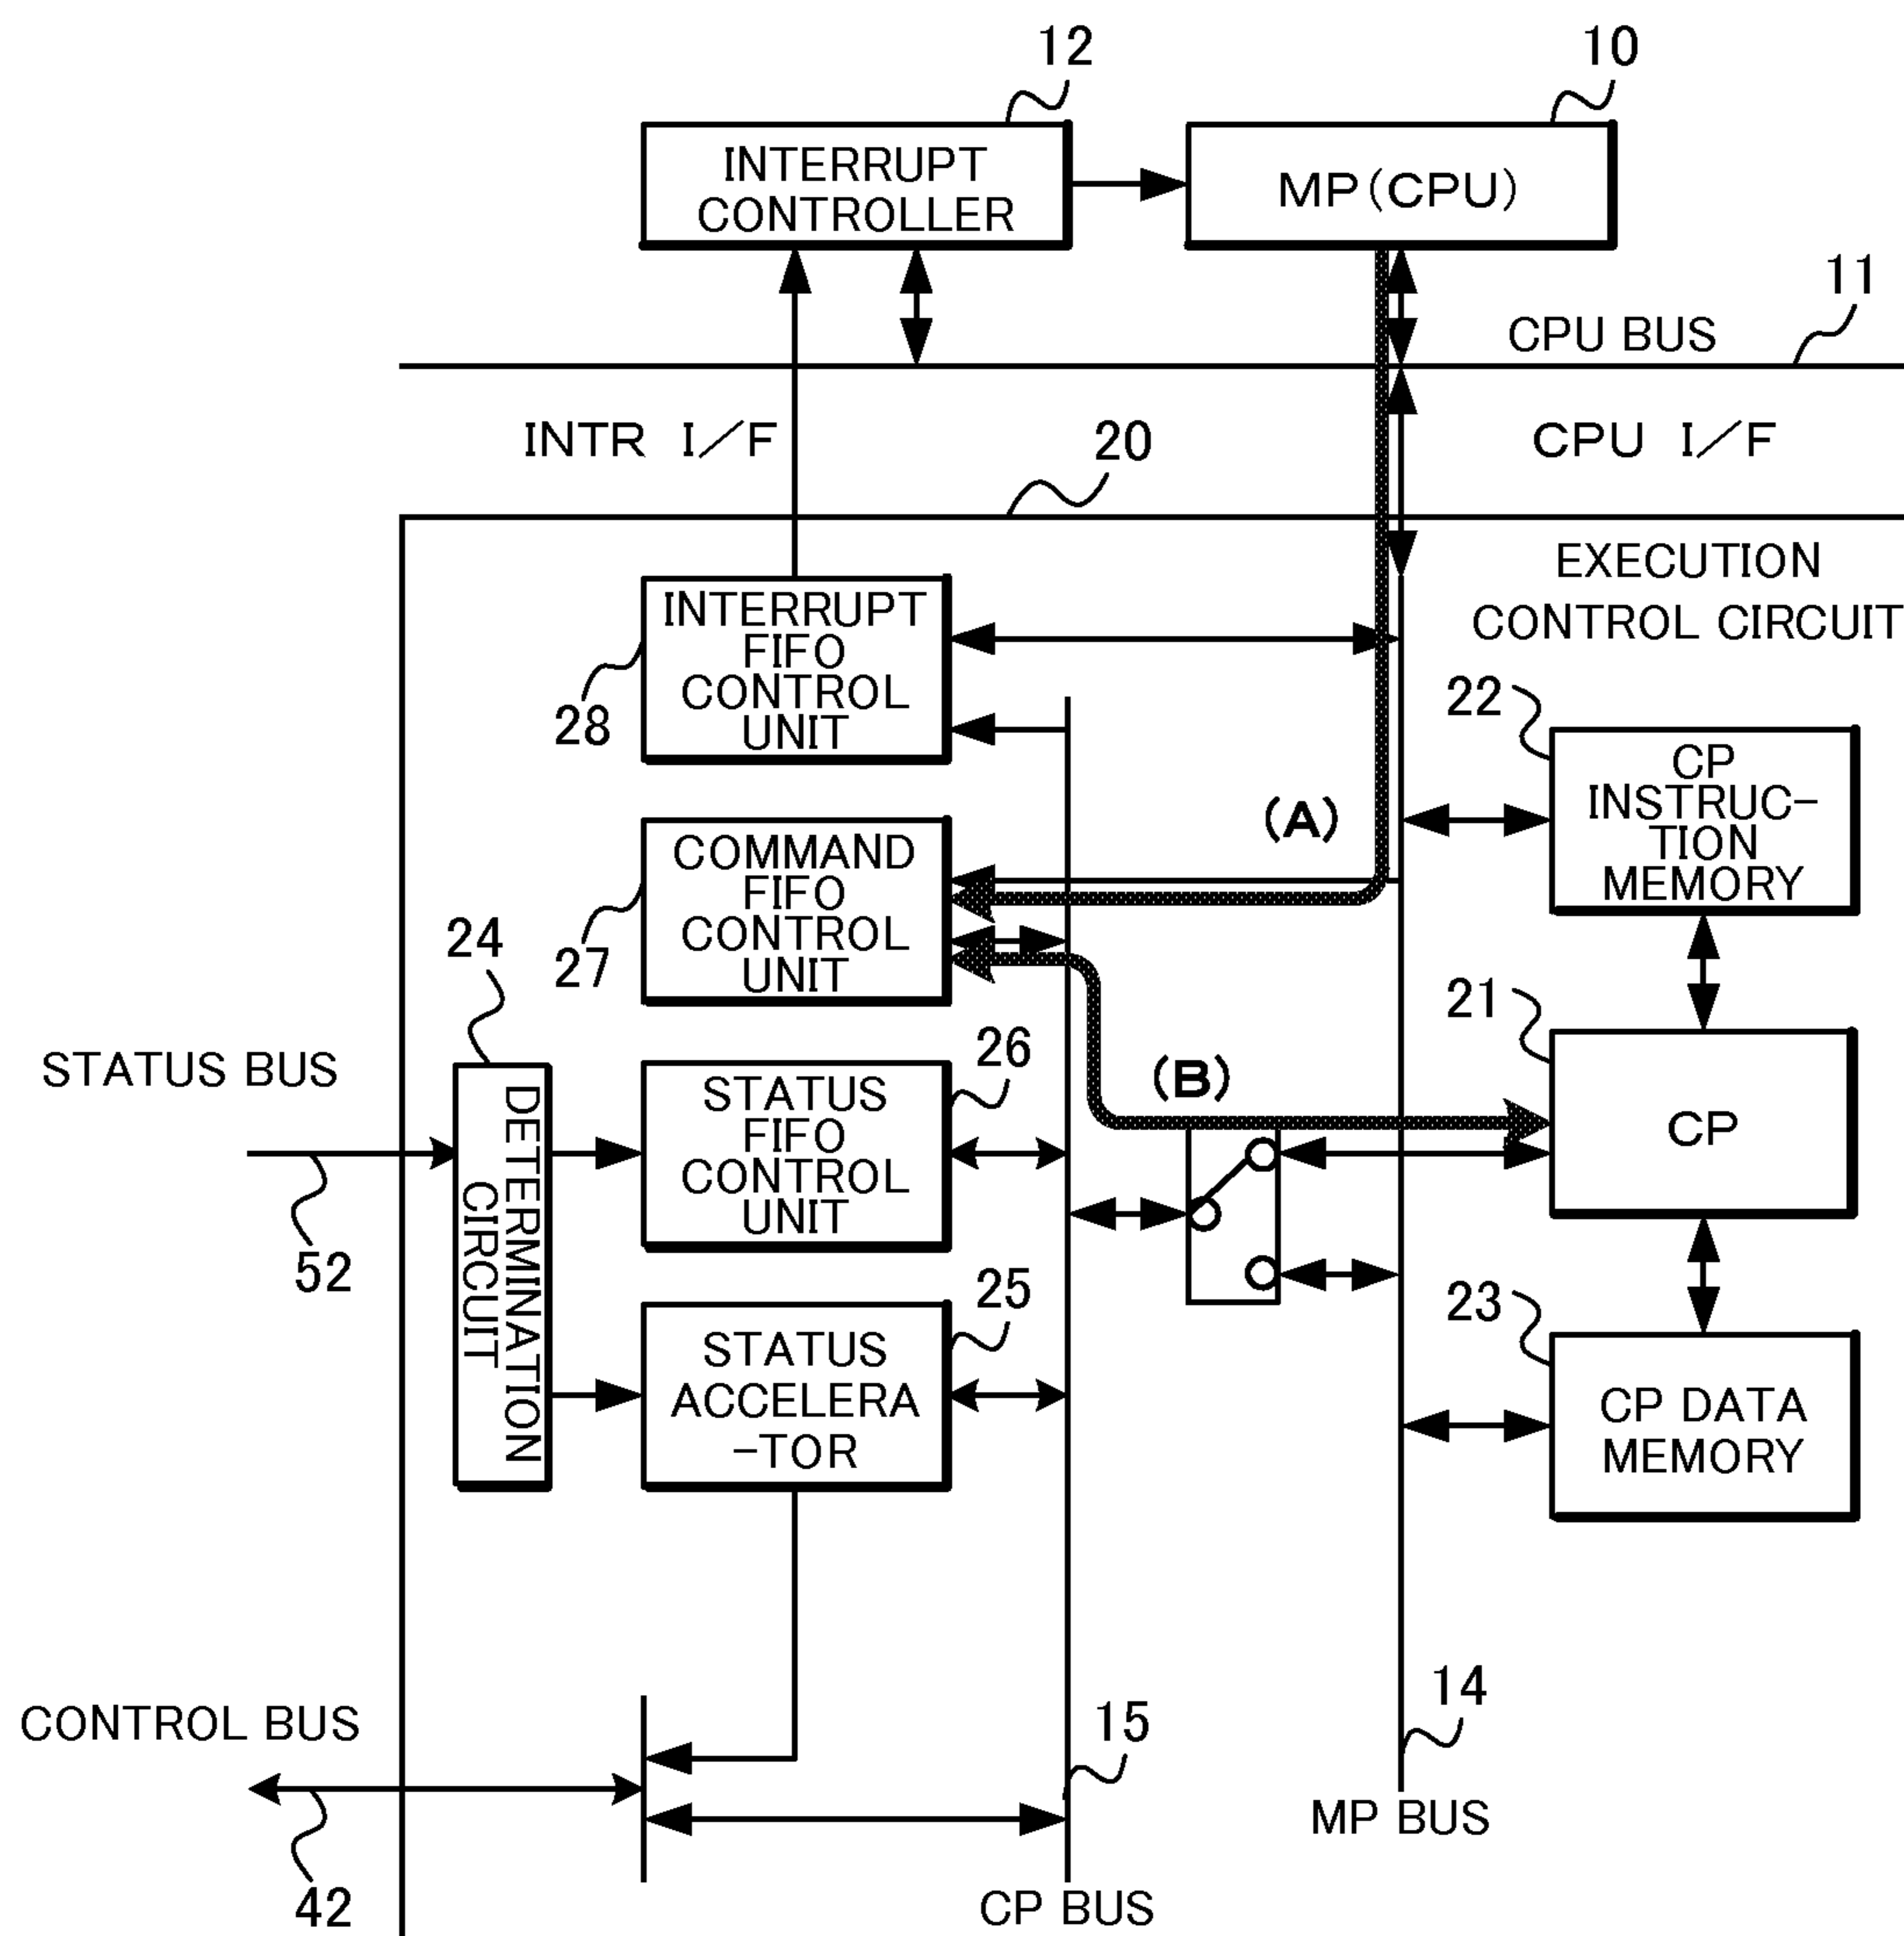 12
10
INTERRUPT
CONTROLLER
MP(CPU)
11
CPU BUS
INTR I/F
20
CPU I/F
EXECUTION
CONTROL CIRCUIT
INTERRUPT
FIFO
CONTROL
UNIT
28
22
CP
INSTRUC-
TION
MEMORY
(A)
COMMAND
FIFO
CONTROL
UNIT
27
24
21
STATUS BUS
26
(B)
STATUS
FIFO
CONTROL
UNIT
CP
DETERMINATION
CIRCUIT
52
25
23
STATUS
ACCELERA
-TOR
CP DATA
MEMORY
CONTROL BUS
15
14
MP BUS
42
CP BUS